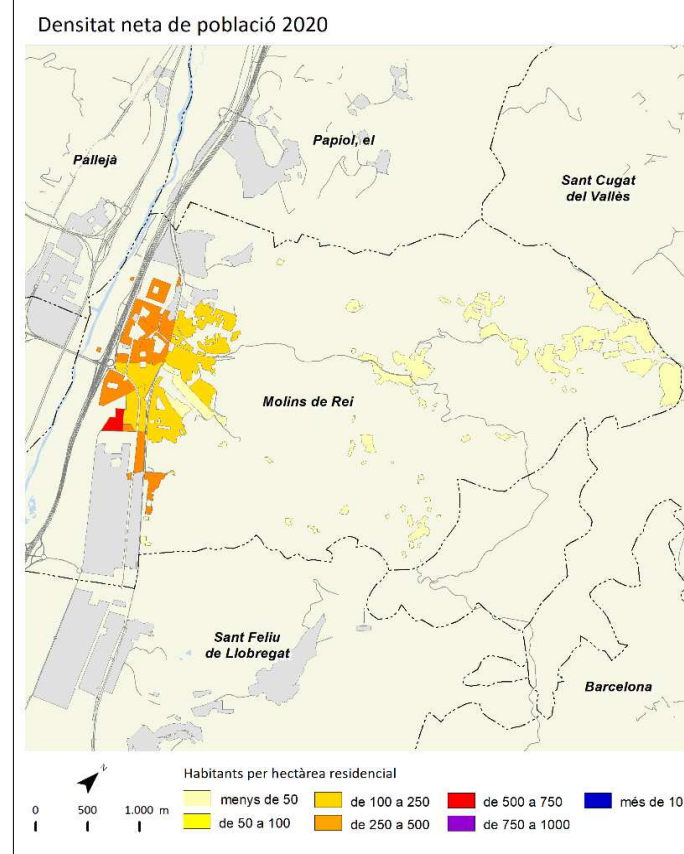 Densitat neta de població 2020
Papiol, el
Pallejà
Sant Cugat
del Vallès
Molins de Rei
Sant Feliu
de Llobregat
Barcelona
N
Habitants per hectàrea residencial
menys de 50
de 100 a 250
de 500 a 750
més de 10
0 500 1.000 m
de 50 a 100
de 250 a 500
de 750 a 1000